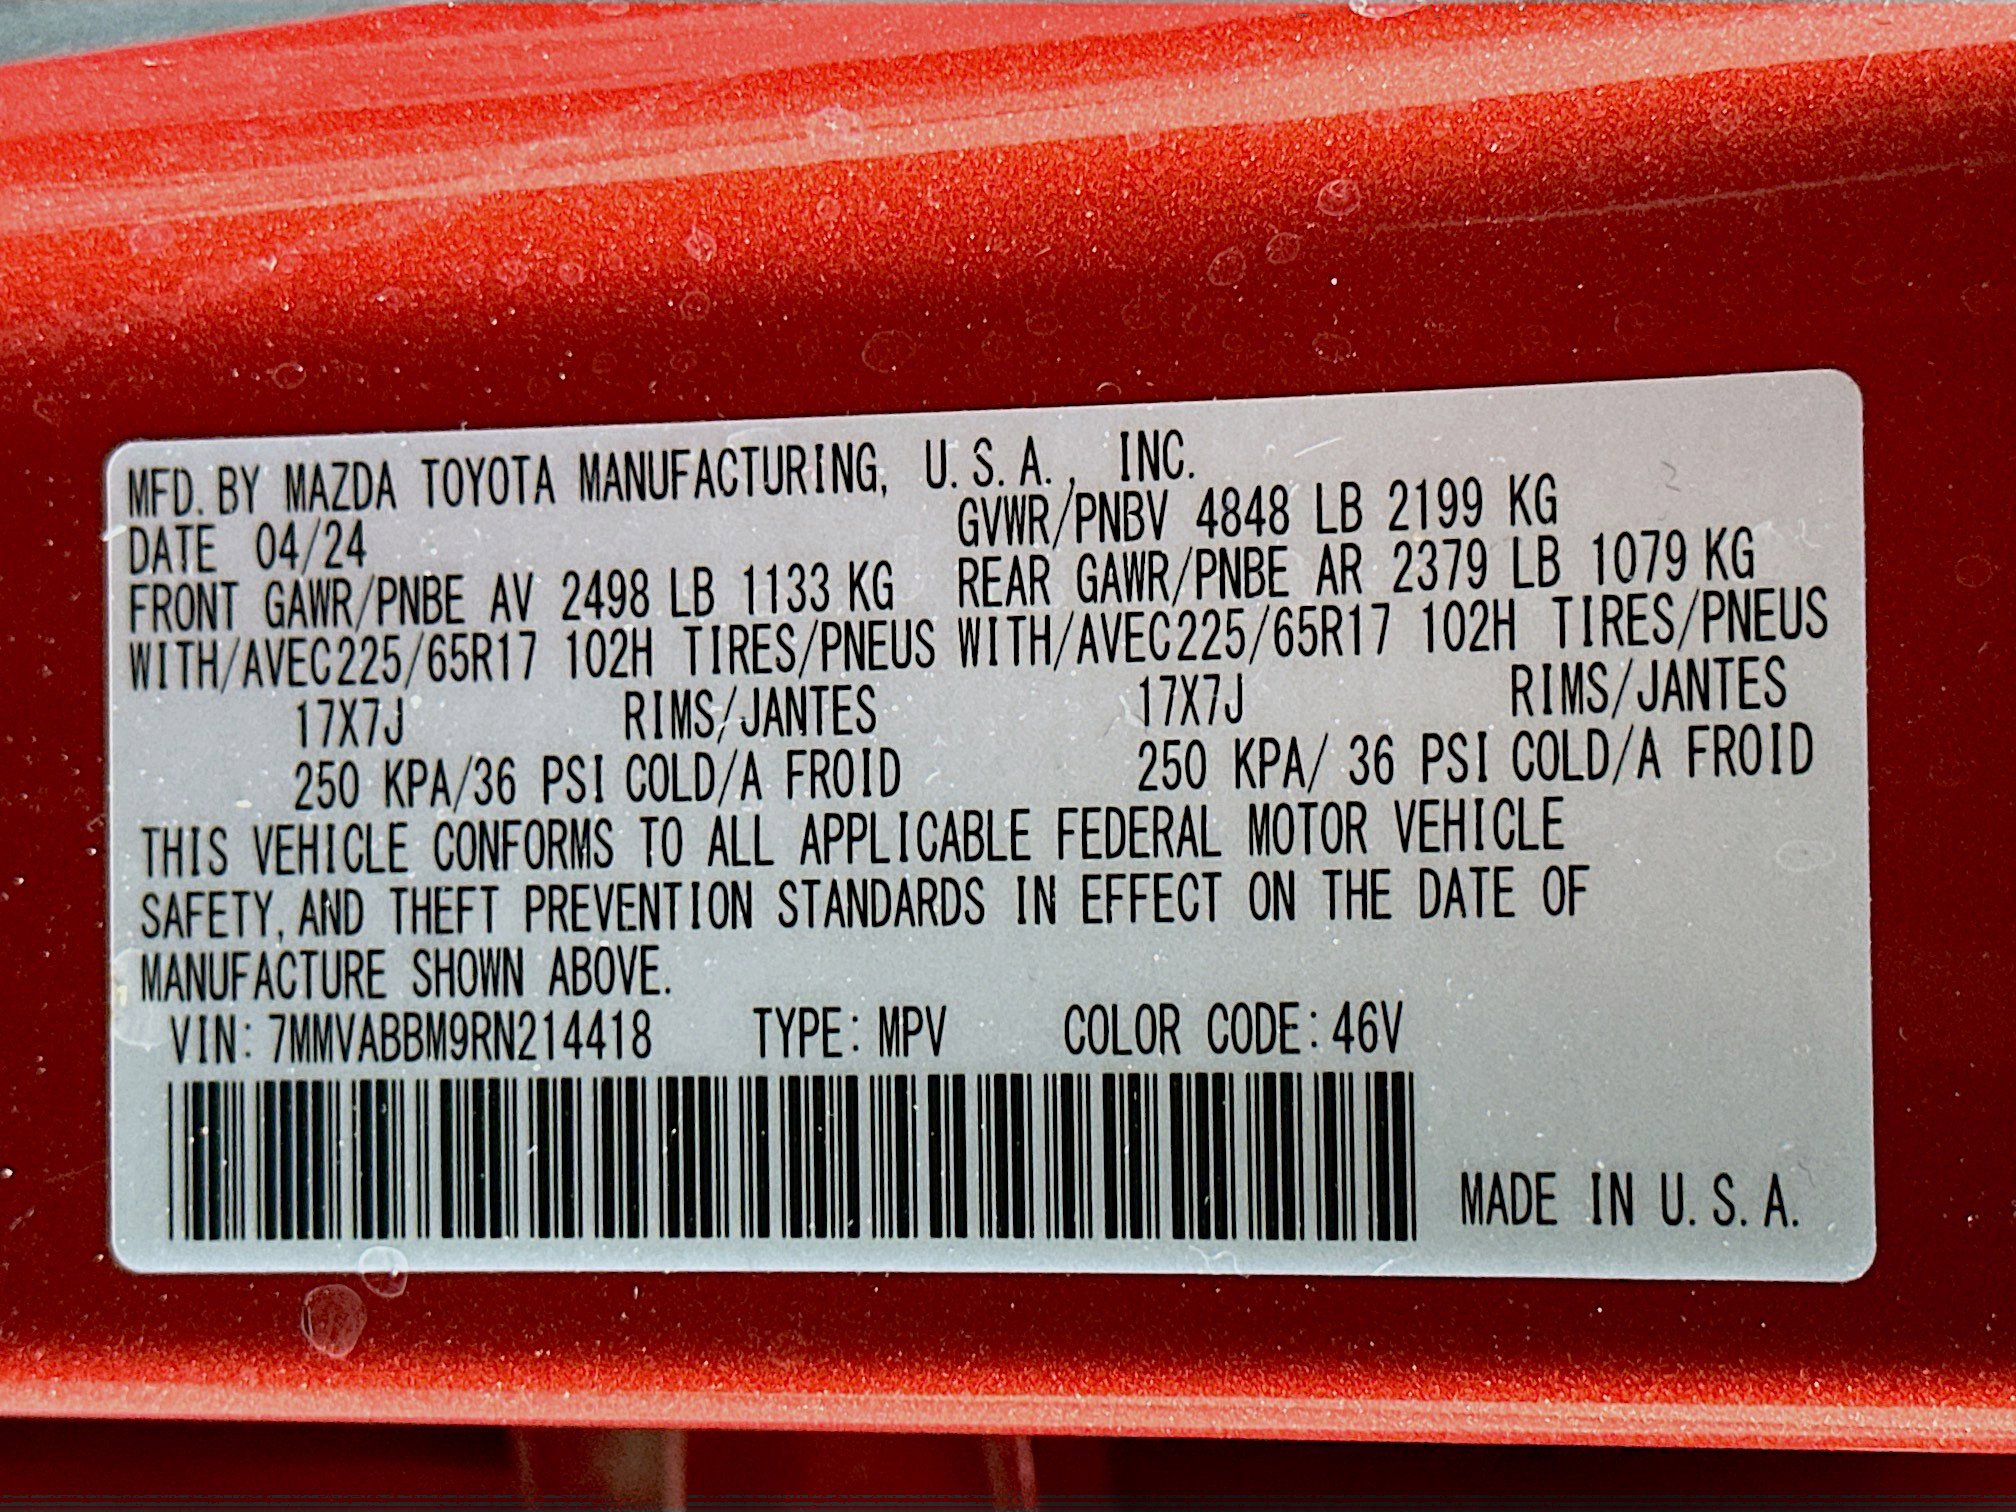 MFD. BY MAZDA TOYOTA MANUFACTURING, U.S.A., INC.
DATE 04/24 GVWR/PNBV 4848 LB 2199 KG
FRONT GAWR/PNBE AV 2498 LB 1133 KG REAR GAWR/PNBE AR 2379 LB 1079 KG
WITH/AVEC225/65R17 102H TIRES/PNEUS WITH/AVEC225/65R17 102H TIRES/PNEUS
17X7J RIMS/JANTES 17X7J RIMS/JANTES
250 KPA/36 PSI COLD/A FROID 250 KPA/ 36 PSI COLD/A FROID
THIS VEHICLE CONFORMS TO ALL APPLICABLE FEDERAL MOTOR VEHICLE
SAFETY, AND THEFT PREVENTION STANDARDS IN EFFECT ON THE DATE OF
MANUFACTURE SHOWN ABOVE.
VIN: 7MMVABBM9RN214418 TYPE: MPV COLOR CODE: 46V
MADE IN U.S.A.